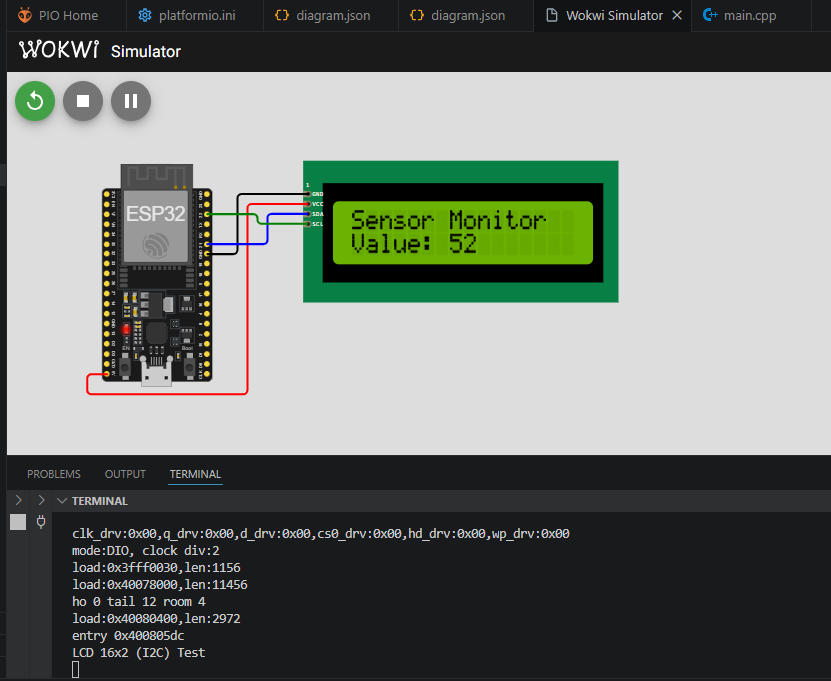 PIO Home
platformio.ini
{} diagram.json
{} diagram.json
Wokwi Simulator
main.cpp
WOKWI Simulator
ESP32
EN
Boot
1
GND
VCC
SDA
SCL
Sensor Monitor
Value: 52
PROBLEMS OUTPUT TERMINAL
TERMINAL
clk_drv:0x00,q_drv:0x00,d_drv:0x00,cs0_drv:0x00,hd_drv:0x00,wp_drv:0x00
mode:DIO, clock div:2
load:0x3fff0030,len:1156
load:0x40078000,len:11456
ho 0 tail 12 room 4
load:0x40080400,len:2972
entry 0x400805dc
LCD 16x2 (I2C) Test